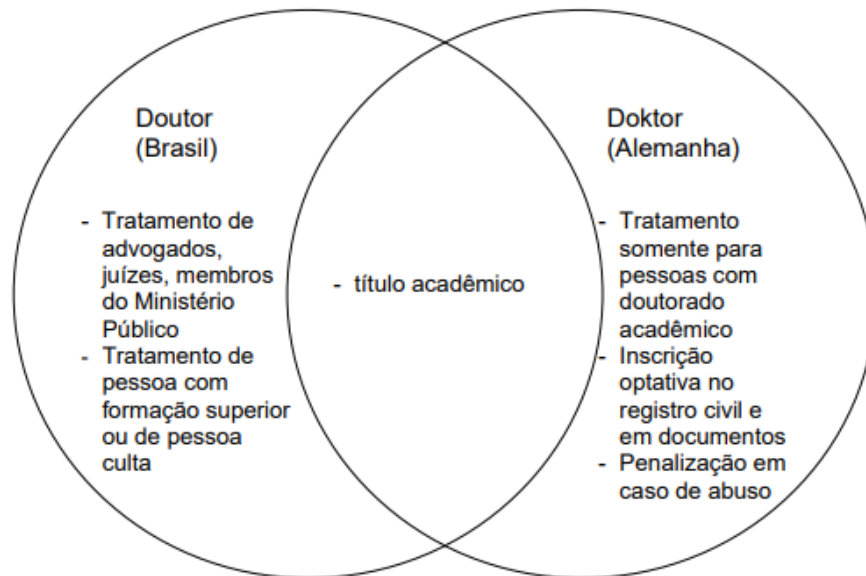 Doutor
(Brasil)
- Tratamento de
advogados,
juízes, membros
do Ministério
Público
- Tratamento de
pessoa com
formação superior
ou de pessoa
culta
- título acadêmico
Doktor
(Alemanha)
- Tratamento
somente para
pessoas com
doutorado
acadêmico
- Inscrição
optativa no
registro civil e
em documentos
- Penalização em
caso de abuso